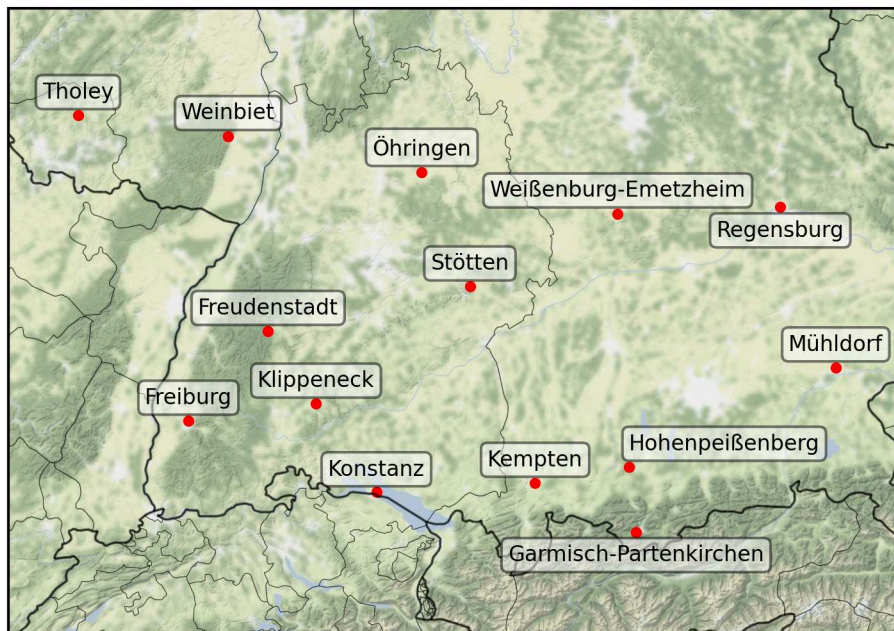 Tholey
Weinbiet
Öhringen
Weißenburg-Emetzheim
Regensburg
Stötten
Freudenstadt
Mühldorf
Klippeneck
Freiburg
Hohenpeißenberg
Kempten
Konstanz
Garmisch-Partenkirchen